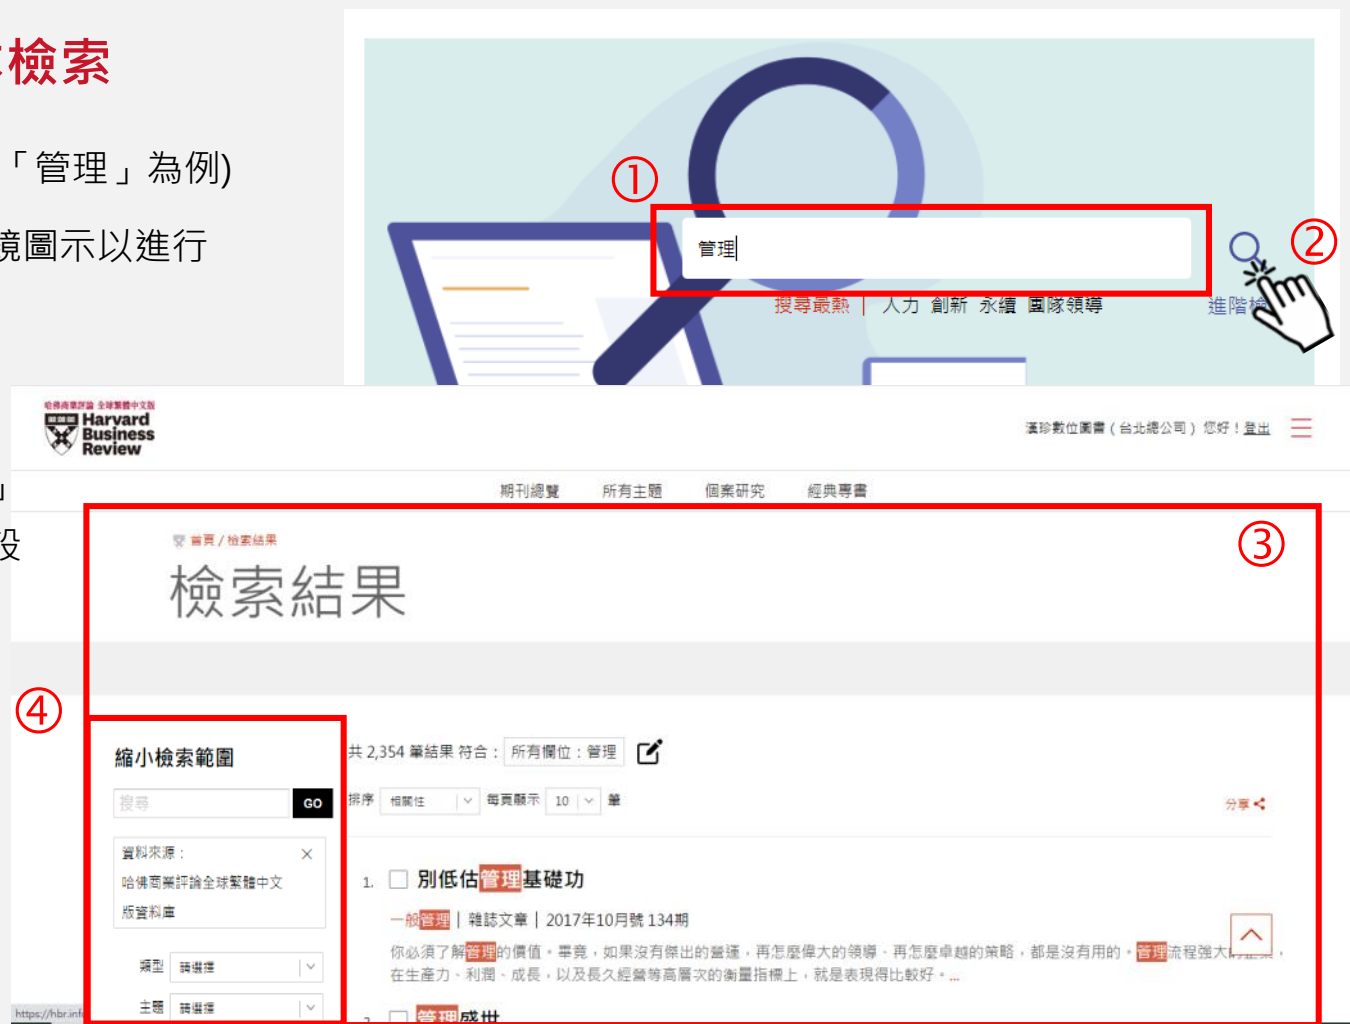 檢索
「管理」為例)
鏡圖示以進行
①
管理
②
搜尋最熱 | 人力 創新 永續 團隊領導
進階檢
哈佛商業評論 全球繁體中文版
Harvard
Business
Review
漢珍數位圖書(台北總公司) 您好!登出
」
期刊總覽 所有主題 個案研究 經典專書
③
首頁 / 檢索結果
檢索結果
④
縮小檢索範圍
搜尋 GO
資料來源:
哈佛商業評論全球繁體中文
版資料庫
類型 請選擇
主題 請選擇
共 2,354 筆結果 符合: 所有欄位:管理
排序 相關性 每頁顯示 10 筆
分享
1. 別低估管理基礎功
一般管理 | 雜誌文章 | 2017年10月號 134期
你必須了解管理的價值。畢竟,如果沒有傑出的營運,再怎麼偉大的領導、再怎麼卓越的策略,都是沒有用的。管理流程強大的企業,
在生產力、利潤、成長,以及長久經營等高層次的衡量指標上,就是表現得比較好。...
2. 管理盛世
https://hbr.inf